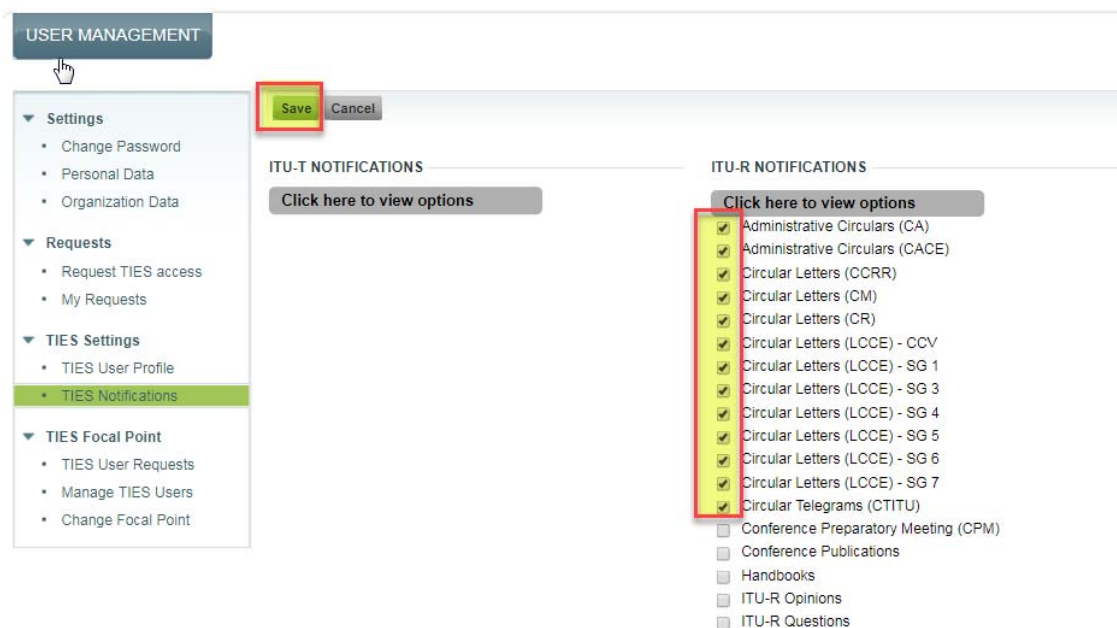 USER MANAGEMENT
Settings
Change Password
Personal Data
Organization Data
Requests
Request TIES access
My Requests
TIES Settings
TIES User Profile
TIES Notifications
TIES Focal Point
TIES User Requests
Manage TIES Users
Change Focal Point
Save Cancel
ITU-T NOTIFICATIONS
Click here to view options
ITU-R NOTIFICATIONS
Click here to view options
Administrative Circulars (CA)
Administrative Circulars (CACE)
Circular Letters (CCRR)
Circular Letters (CM)
Circular Letters (CR)
Circular Letters (LCCE) - CCV
Circular Letters (LCCE) - SG 1
Circular Letters (LCCE) - SG 3
Circular Letters (LCCE) - SG 4
Circular Letters (LCCE) - SG 5
Circular Letters (LCCE) - SG 6
Circular Letters (LCCE) - SG 7
Circular Telegrams (CTITU)
Conference Preparatory Meeting (CPM)
Conference Publications
Handbooks
ITU-R Opinions
ITU-R Questions